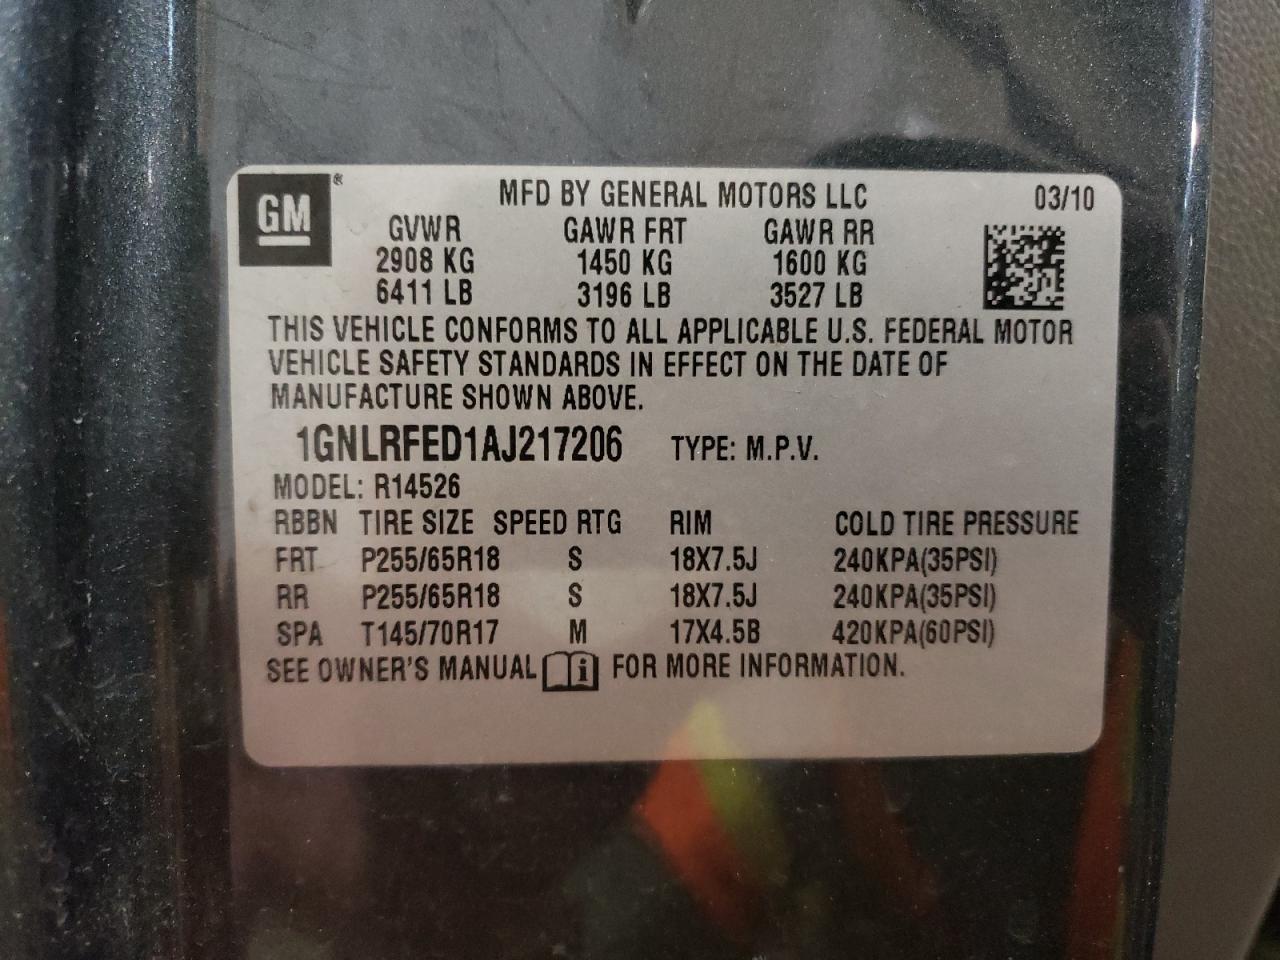 GM ®
MFD BY GENERAL MOTORS LLC 03/10
GVWR GAWR FRT GAWR RR
2908 KG 1450 KG 1600 KG
6411 LB 3196 LB 3527 LB
THIS VEHICLE CONFORMS TO ALL APPLICABLE U.S. FEDERAL MOTOR
VEHICLE SAFETY STANDARDS IN EFFECT ON THE DATE OF
MANUFACTURE SHOWN ABOVE.
1GNLRFED1AJ217206 TYPE: M.P.V.
MODEL: R14526
RBBN TIRE SIZE SPEED RTG RIM COLD TIRE PRESSURE
FRT P255/65R18 S 18X7.5J 240KPA(35PSI)
RR P255/65R18 S 18X7.5J 240KPA(35PSI)
SPA T145/70R17 M 17X4.5B 420KPA(60PSI)
SEE OWNER'S MANUAL i FOR MORE INFORMATION.